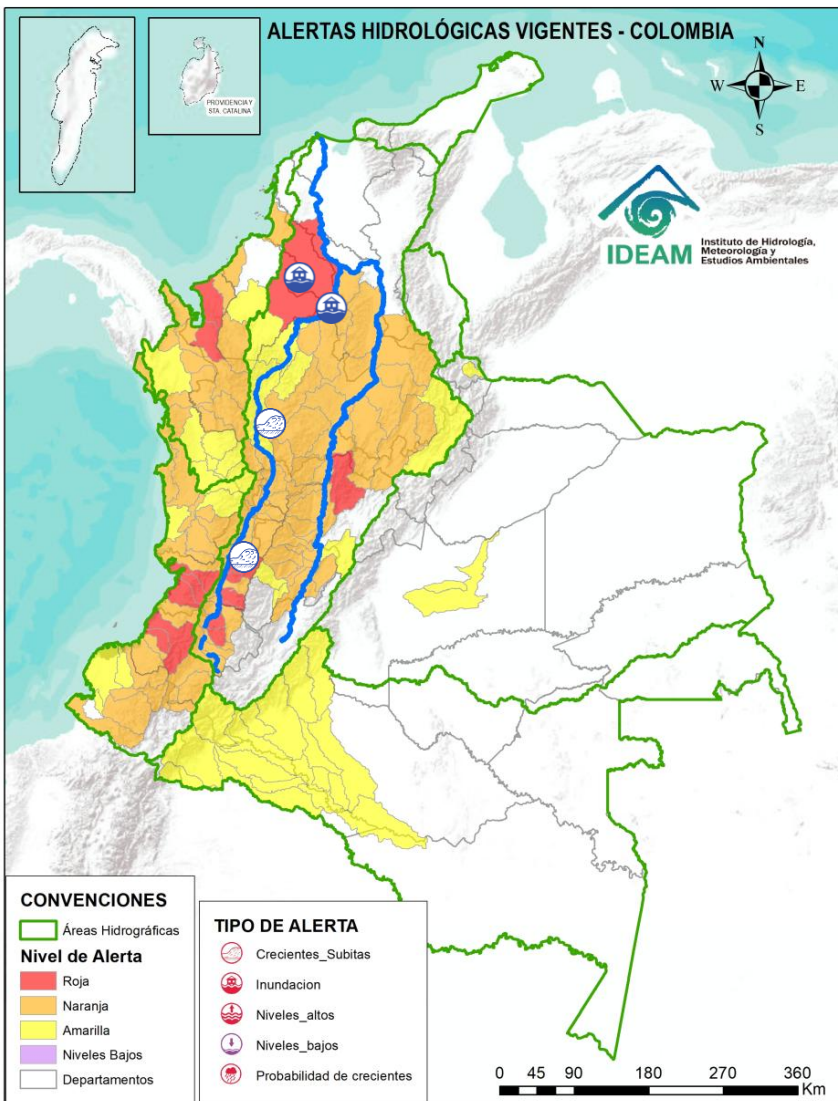 ALERTAS HIDROLÓGICAS VIGENTES - COLOMBIA
PROVIDENCIA Y
STA. CATALINA
N
W
E
S
IDEAM
Instituto de Hidrología,
Meteorología y
Estudios Ambientales
CONVENCIONES
Áreas Hidrográficas
Nivel de Alerta
Roja
Naranja
Amarilla
Niveles Bajos
Departamentos
TIPO DE ALERTA
Crecientes_Subitas
Inundacion
Niveles_altos
Niveles_bajos
Probabilidad de crecientes
0 45 90 180 270 360
Km